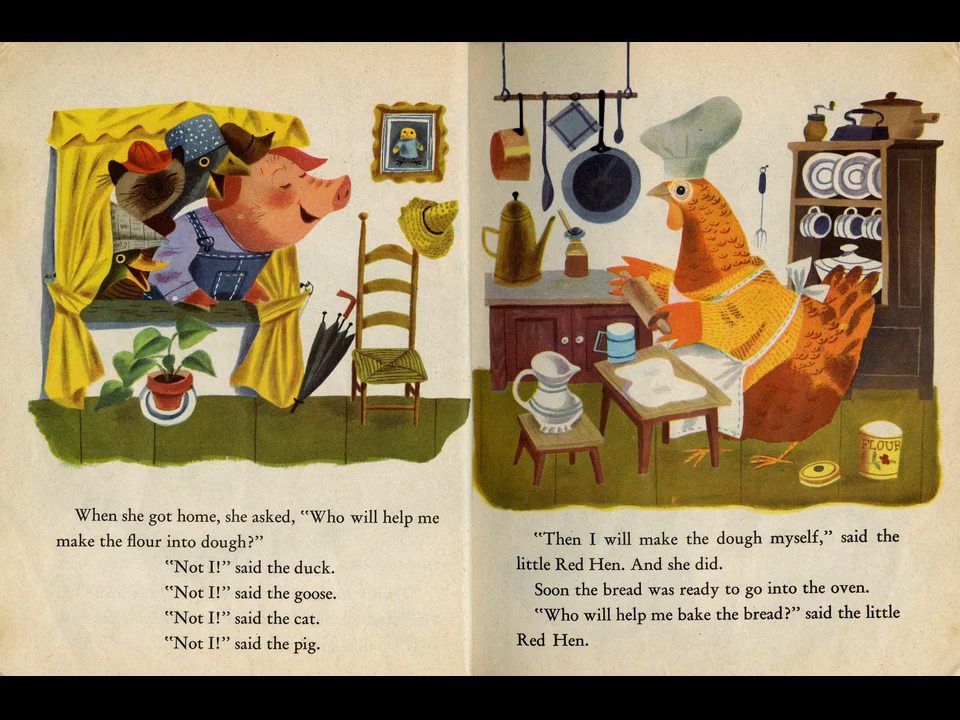 When she got home, she asked, "Who will help me
make the flour into dough?"
"Not I!" said the duck.
"Not I!" said the goose.
"Not I!" said the cat.
"Not I!" said the pig.
FLOUR
"Then I will make the dough myself," said the
little Red Hen. And she did.
Soon the bread was ready to go into the oven.
"Who will help me bake the bread?" said the little
Red Hen.